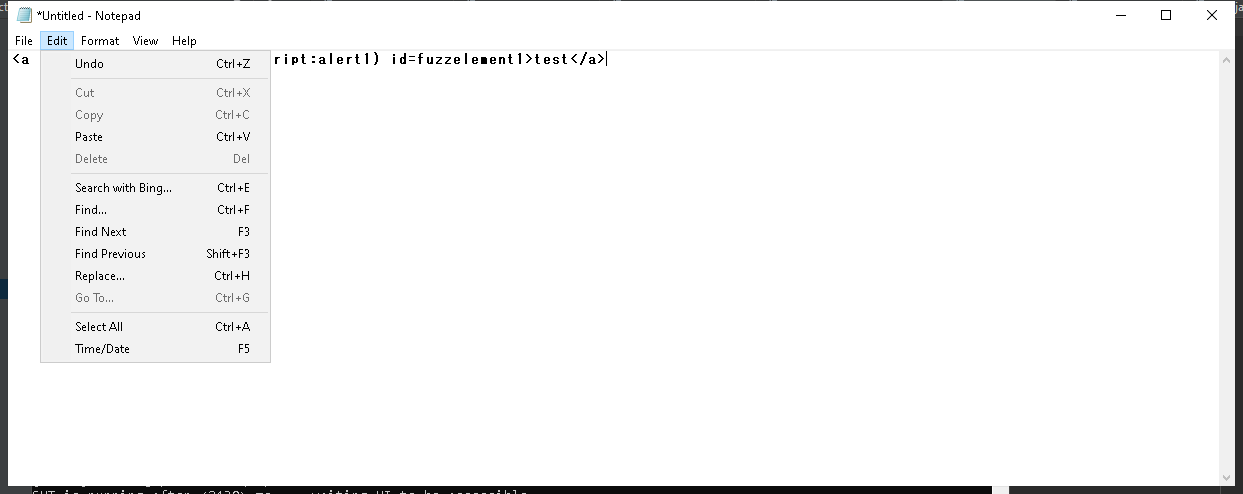 *Untitled - Notepad
File Edit Format View Help
<a ript:alert1) id=fuzzelement1>test</a>
Undo Ctrl+Z
Cut Ctrl+X
Copy Ctrl+C
Paste Ctrl+V
Delete Del
Search with Bing... Ctrl+E
Find... Ctrl+F
Find Next F3
Find Previous Shift+F3
Replace... Ctrl+H
Go To... Ctrl+G
Select All Ctrl+A
Time/Date F5